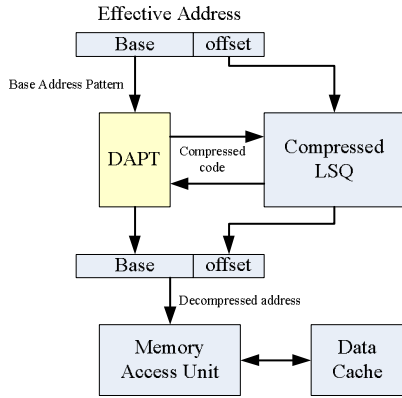 Effective Address
Base offset
Base Address Pattern
DAPT
Compressed
code
Compressed
LSQ
Base offset
Decompressed address
Memory
Access Unit
Data
Cache